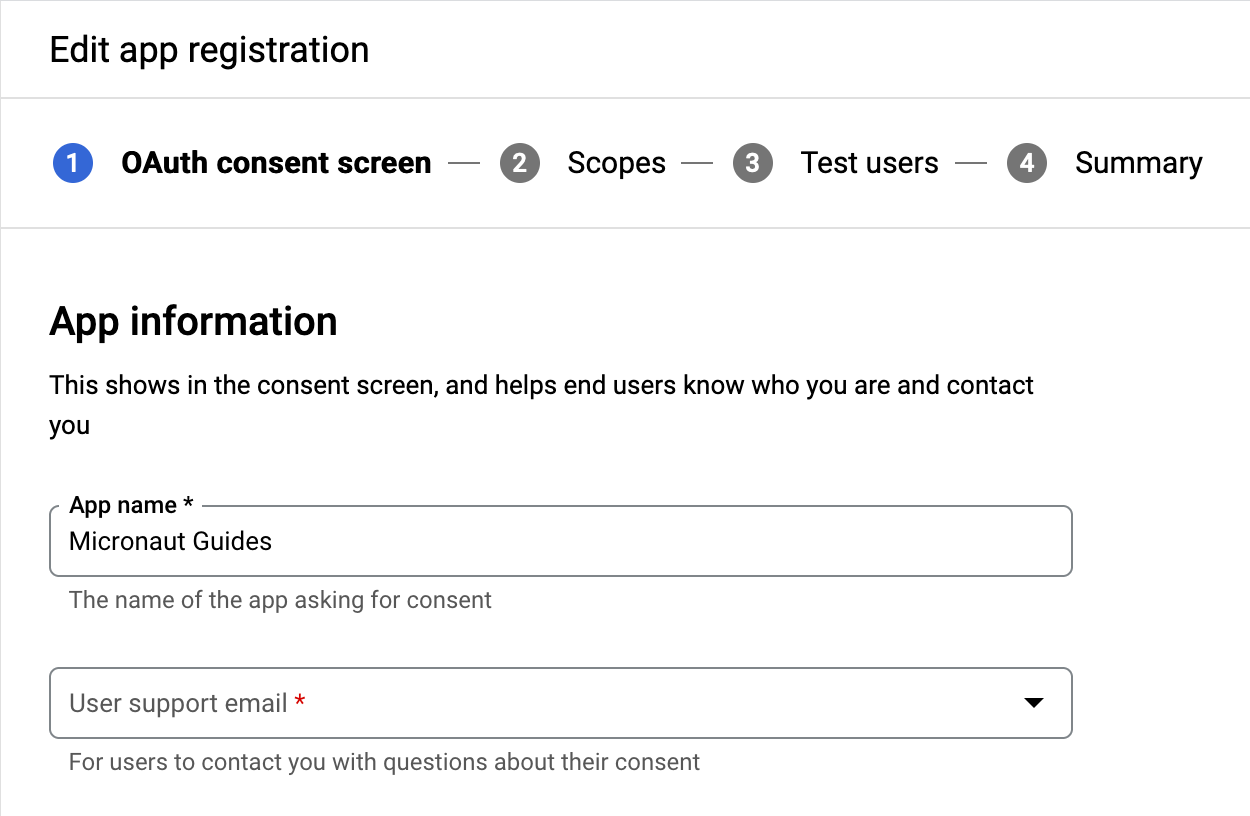 Edit app registration
1 OAuth consent screen — 2 Scopes — 3 Test users — 4 Summary
App information
This shows in the consent screen, and helps end users know who you are and contact
you
App name *
Micronaut Guides
The name of the app asking for consent
User support email *
For users to contact you with questions about their consent